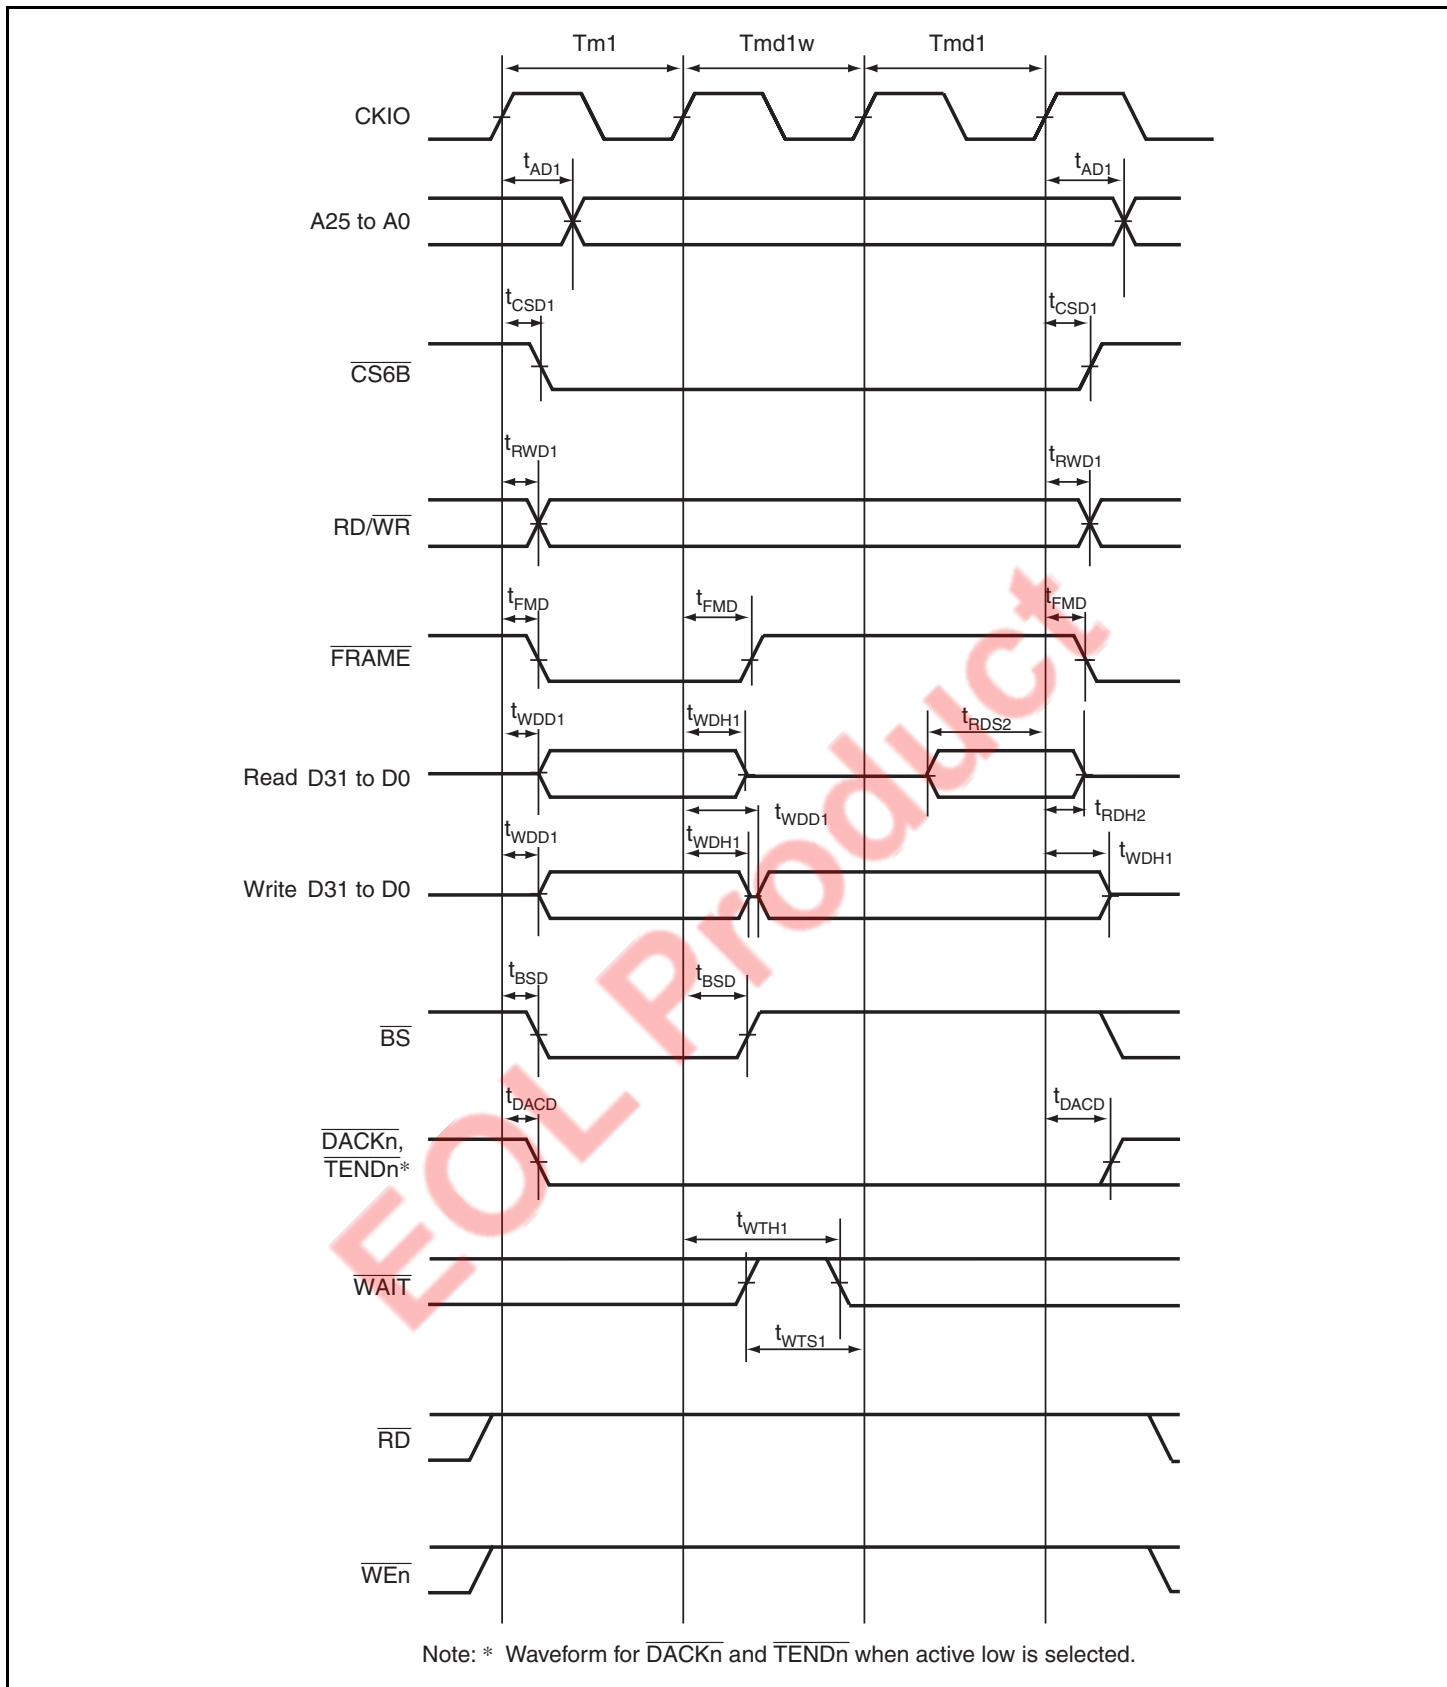 Tm1 Tmd1w Tmd1
CKIO
tAD1 tAD1
A25 to A0
tCSD1 tCSD1
CS6B
tRWD1 tRWD1
RD/WR
tFMD tFMD tFMD
FRAME
tWDD1 tWDH1 tRDS2
Read D31 to D0
tWDD1 tRDH2
tWDD1 tWDH1 tWDH1
Write D31 to D0
tBSD tBSD
BS
tDACD tDACD
DACKn,
TENDn*
tWTH1
WAIT
tWTS1
RD
WEn
Note: * Waveform for DACKn and TENDn when active low is selected.
EOL Product